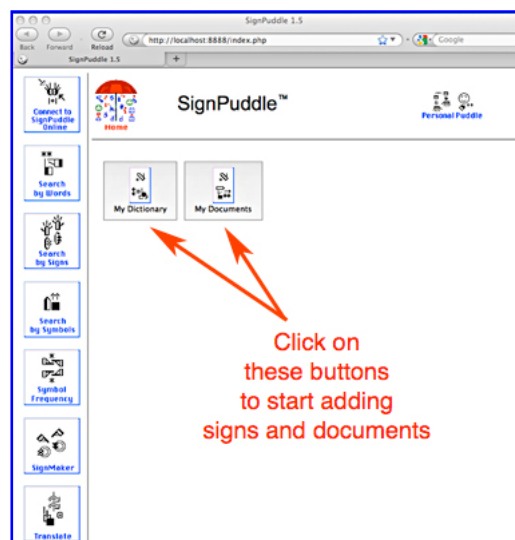 SignPuddle 1.5
Back Forward Reload
http://localhost:8888/index.php
Google
SignPuddle 1.5
+
Connect to
SignPuddle
Online
Home
SignPuddle™
Personal Puddle
Search
by Words
My Dictionary
My Documents
Search
by Signs
Search
by Symbols
Click on
these buttons
to start adding
signs and documents
Symbol
Frequency
SignMaker
Translate